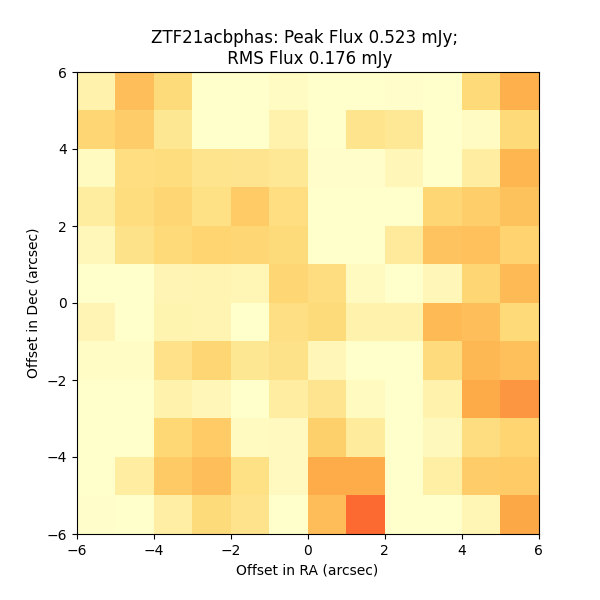 ZTF21acbphas: Peak Flux 0.523 mJy;
RMS Flux 0.176 mJy
6
4
2
0
−2
−4
−6
Offset in Dec (arcsec)
−6 −4 −2 0 2 4 6
Offset in RA (arcsec)